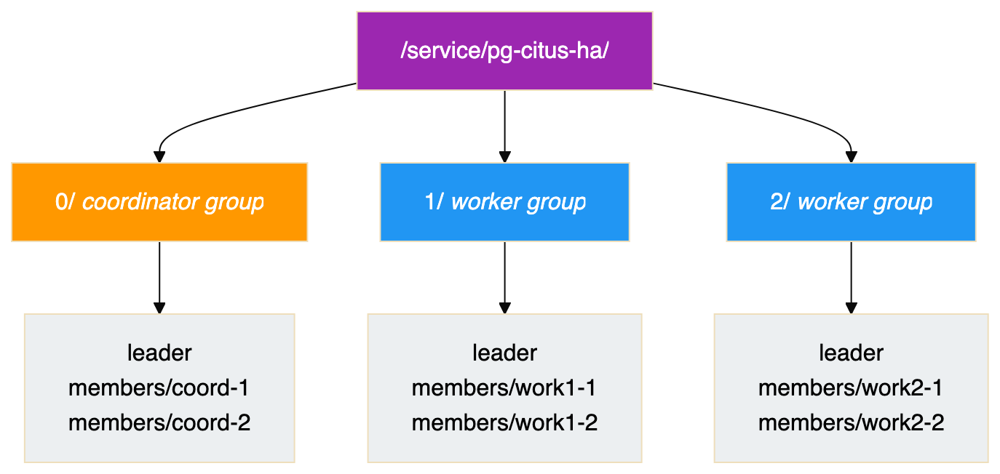 /service/pg-citus-ha/
0/ coordinator group
1/ worker group
2/ worker group
leader
members/coord-1
members/coord-2
leader
members/work1-1
members/work1-2
leader
members/work2-1
members/work2-2